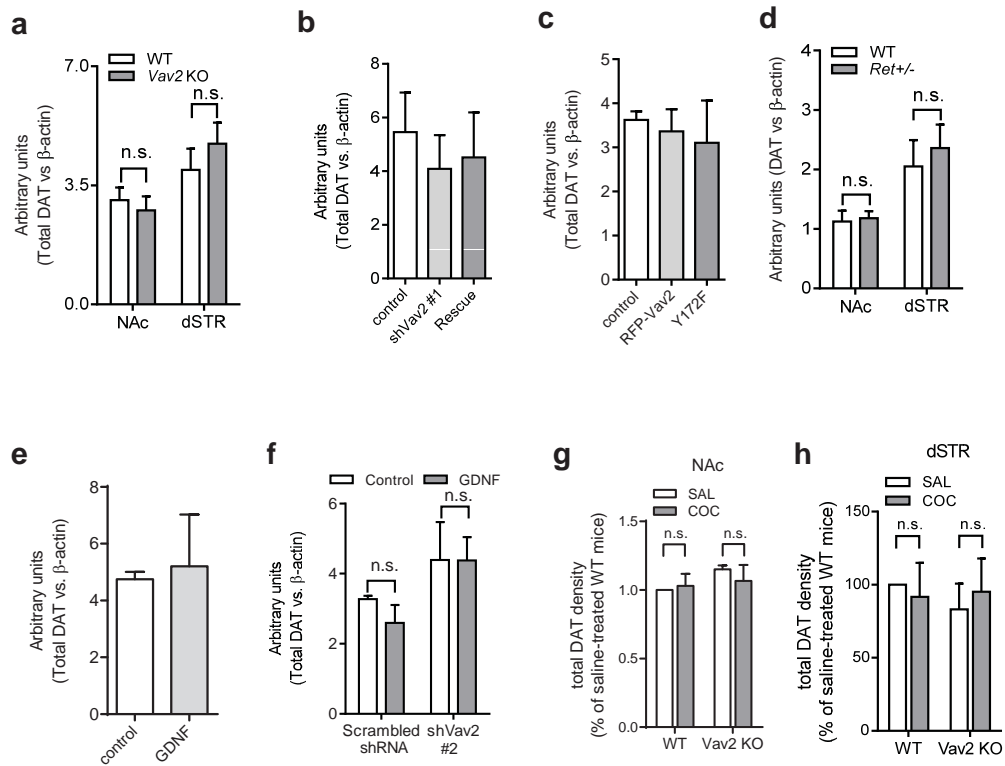 a
WT
Vav2 KO
Arbitrary units
(Total DAT vs. β-actin)
7.0
3.5
0.0
n.s.
n.s.
NAc
dSTR
b
Arbitrary units
(Total DAT vs. β-actin)
8
6
4
2
0
control
shVav2 #1
Rescue
c
Arbitrary units
(Total DAT vs. β-actin)
5
4
3
2
1
0
control
RFP-Vav2
Y172F
d
WT
Ret+/-
Arbitrary units (DAT vs β-actin)
4
3
2
1
0
n.s.
n.s.
NAc
dSTR
e
Arbitrary units
(Total DAT vs. β-actin)
8
6
4
2
0
control
GDNF
f
Control
GDNF
Arbitrary units
(Total DAT vs. β-actin)
6
4
2
0
n.s.
n.s.
Scrambled
shRNA
shVav2
#2
g
NAc
SAL
COC
total DAT density
(% of saline-treated WT mice)
1.5
1.0
0.5
0.0
n.s.
n.s.
WT
Vav2 KO
h
dSTR
SAL
COC
total DAT density
(% of saline-treated WT mice)
150
100
50
0
n.s.
n.s.
WT
Vav2 KO